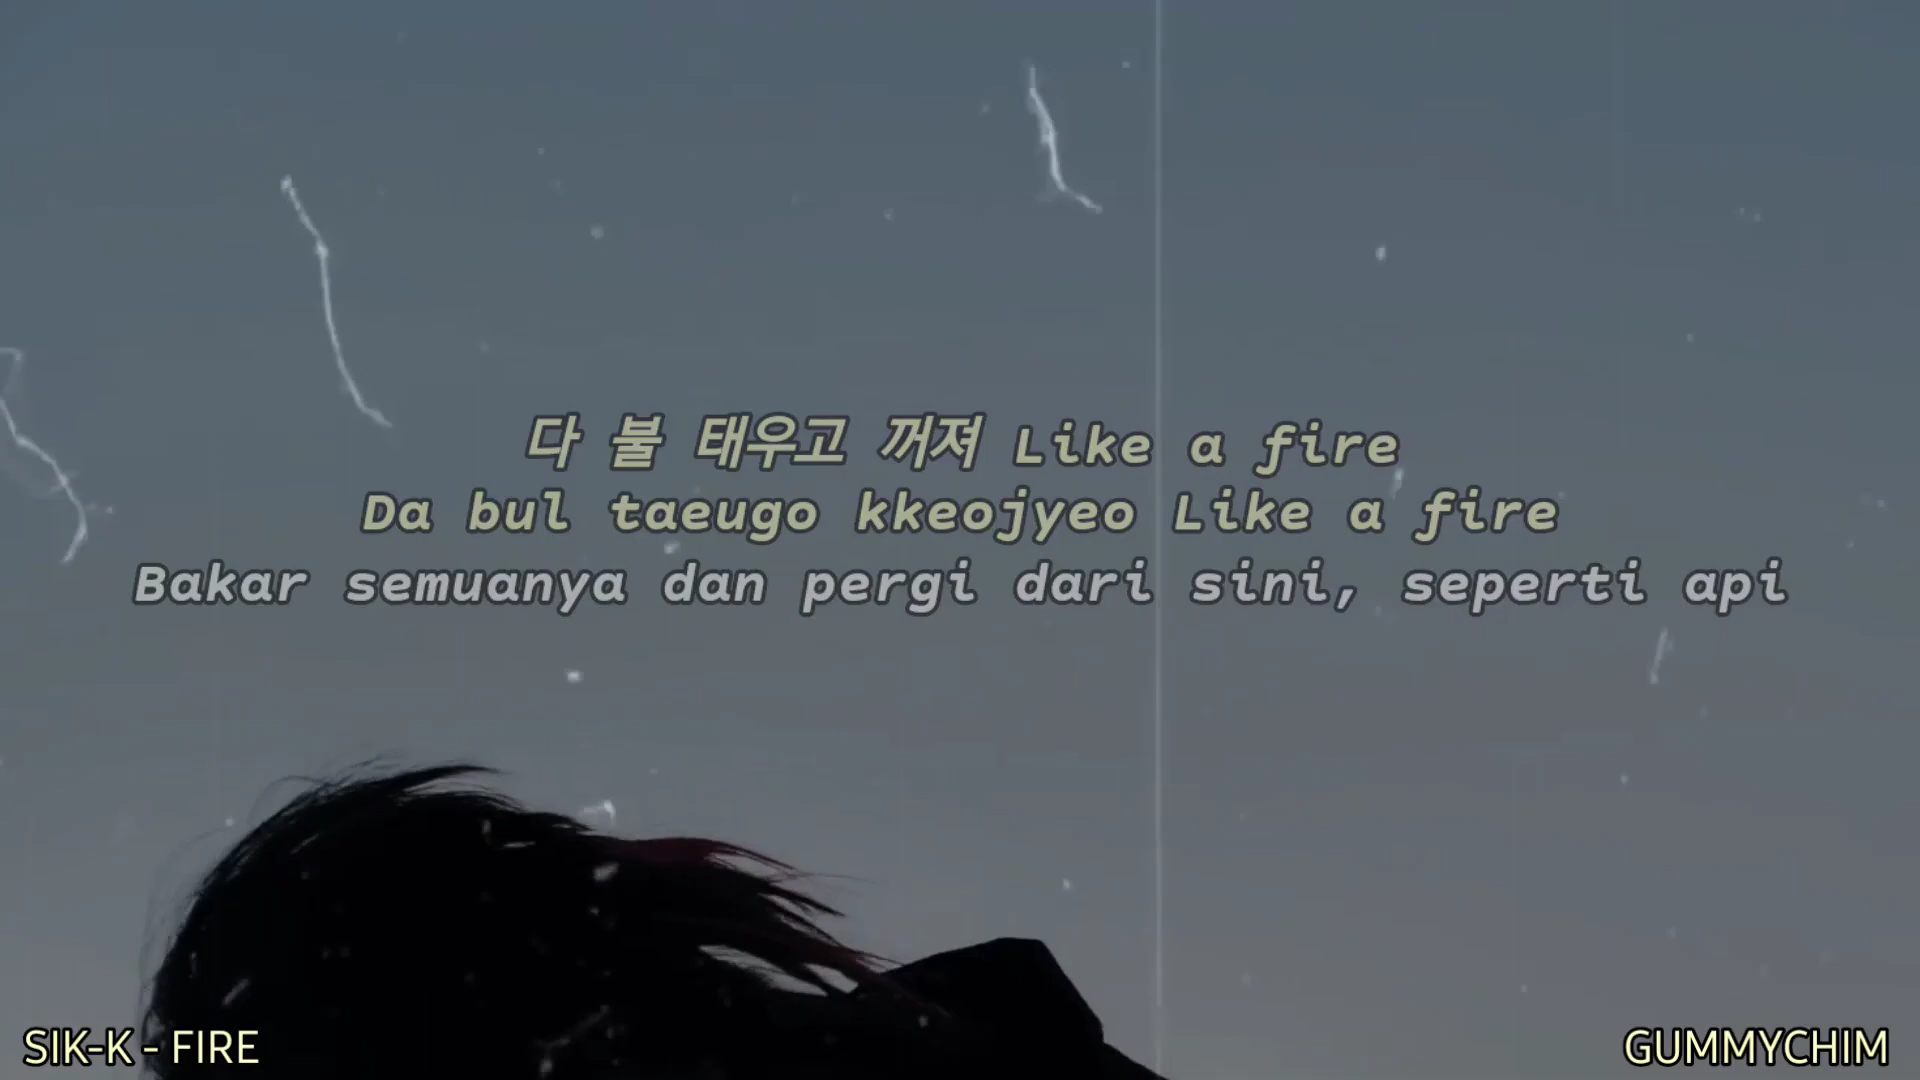 다 불 태우고 꺼져 Like a fire
Da bul taeugo kkeojyeo Like a fire
Bakar semuanya dan pergi dari sini, seperti api
SIK-K - FIRE
GUMMYCHIM